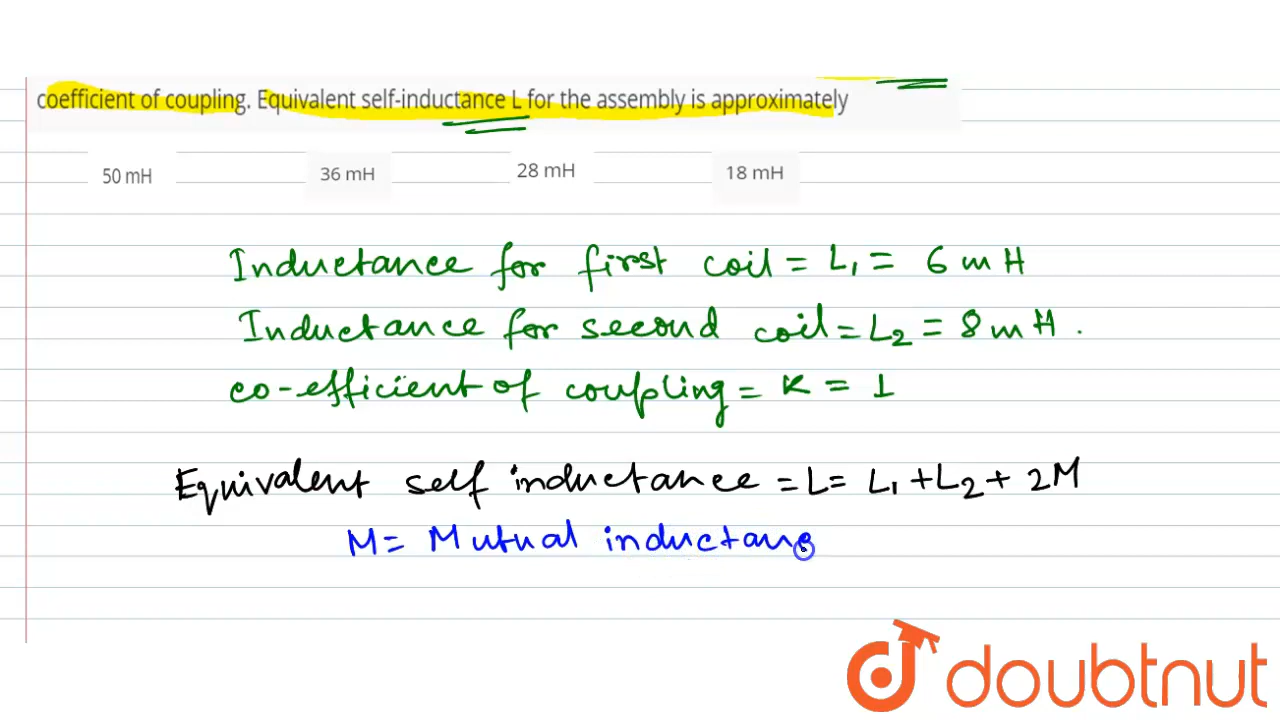 coefficient of coupling. Equivalent self-inductance L for the assembly is approximately
50 mH 36 mH 28 mH 18 mH
Inductance for first coil = L₁ = 6 mH
Inductance for second coil = L₂ = 8 mH .
co-efficient of coupling = K = 1
Equivalent self inductance = L = L₁ + L₂ + 2M
M = Mutual inductanc
doubtnut